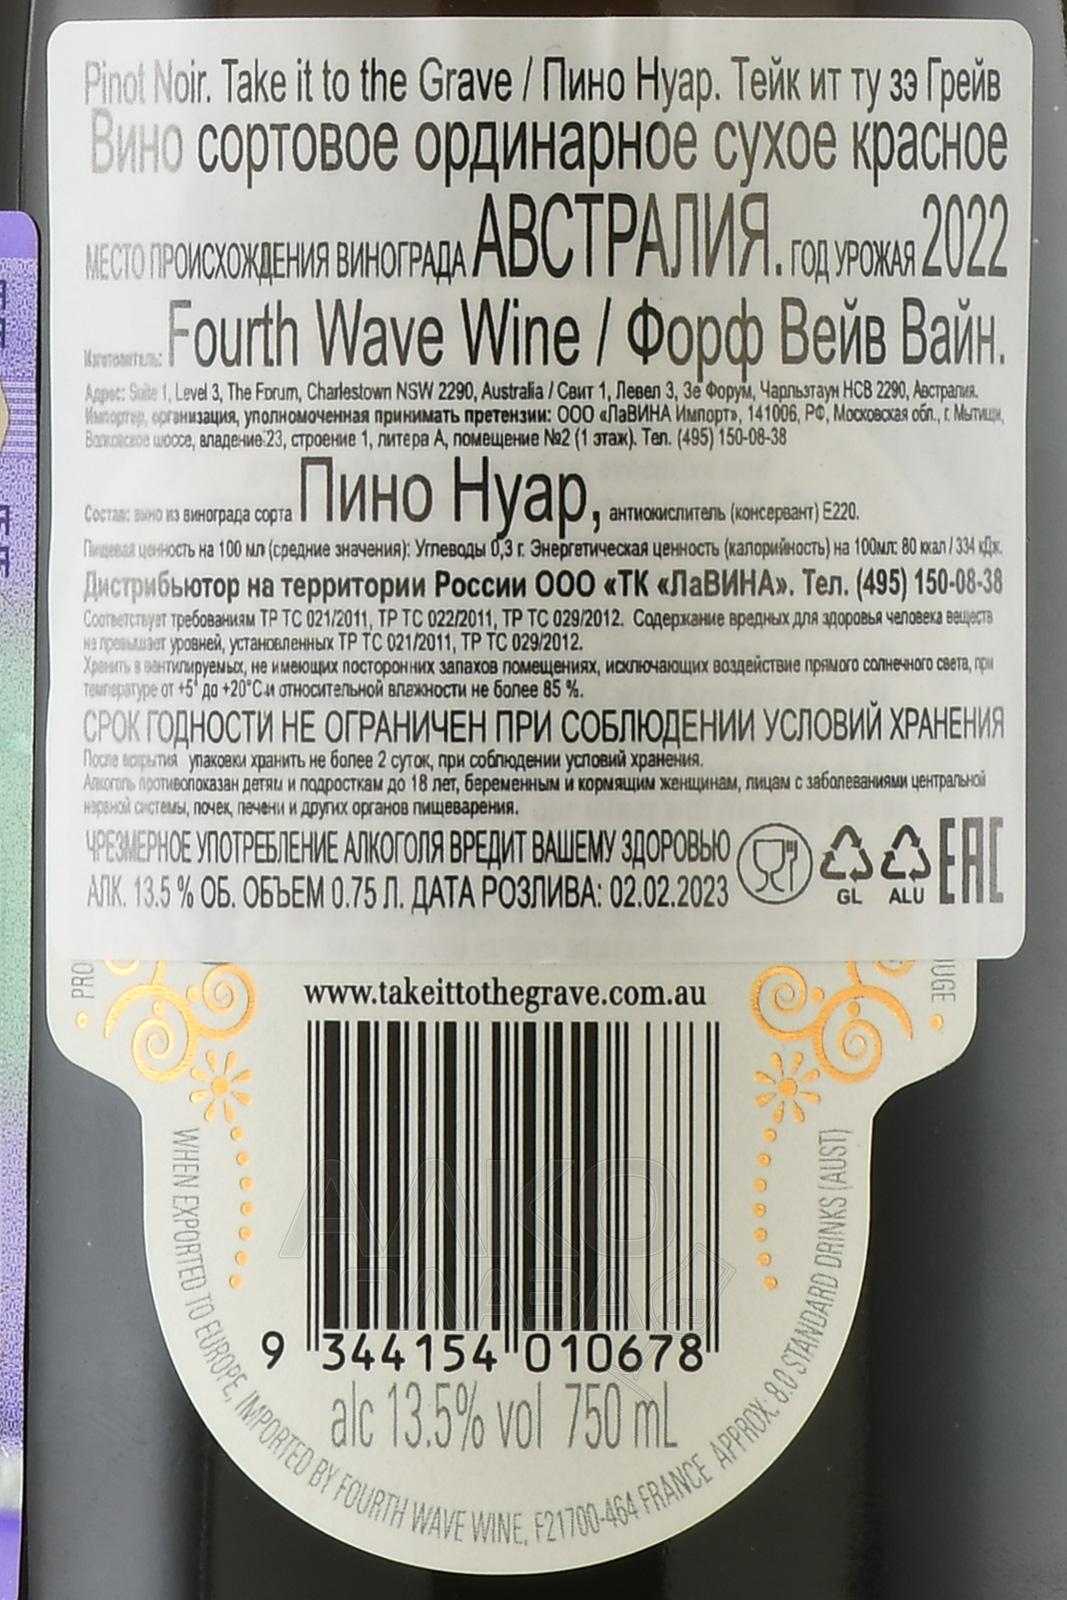 Pinot Noir. Take it to the Grave / Пино Нуар. Тейк ит ту зэ Грейв
Вино сортовое ординарное сухое красное
МЕСТО ПРОИСХОЖДЕНИЯ ВИНОГРАДА АВСТРАЛИЯ. ГОД УРОЖАЯ 2022
Изготовитель: Fourth Wave Wine / Форф Вейв Вайн.
Адрес: Suite 1, Level 3, The Forum, Charlestown NSW 2290, Australia / Свит 1, Левел 3, Зе Форум, Чарльзтаун НСВ 2290, Австралия.
Импортер, организация, уполномоченная принимать претензии: ООО «ЛаВИНА Импорт», 141006, РФ, Московская обл., г. Мытищи,
Волковское шоссе, владение 23, строение 1, литера А, помещение №2 (1 этаж). Тел. (495) 150-08-38
Состав: вино из винограда сорта Пино Нуар, антиокислитель (консервант) Е220.
Пищевая ценность на 100 мл (средние значения): Углеводы 0,3 г. Энергетическая ценность (калорийность) на 100мл: 80 ккал / 334 кДж.
Дистрибьютор на территории России ООО «ТК «ЛаВИНА». Тел. (495) 150-08-38
Соответствует требованиям ТР ТС 021/2011, ТР ТС 022/2011, ТР ТС 029/2012. Содержание вредных для здоровья человека веществ
не превышает уровней, установленных ТР ТС 021/2011, ТР ТС 029/2012.
Хранить в вентилируемых, не имеющих посторонних запахов помещениях, исключающих воздействие прямого солнечного света, при
температуре от +5° до +20°С и относительной влажности не более 85 %.
СРОК ГОДНОСТИ НЕ ОГРАНИЧЕН ПРИ СОБЛЮДЕНИИ УСЛОВИЙ ХРАНЕНИЯ
После вскрытия упаковки хранить не более 2 суток, при соблюдении условий хранения.
Алкоголь противопоказан детям и подросткам до 18 лет, беременным и кормящим женщинам, лицам с заболеваниями центральной
нервной системы, почек, печени и других органов пищеварения.
ЧРЕЗМЕРНОЕ УПОТРЕБЛЕНИЕ АЛКОГОЛЯ ВРЕДИТ ВАШЕМУ ЗДОРОВЬЮ
АЛК. 13.5 % ОБ. ОБЪЕМ 0.75 Л. ДАТА РОЗЛИВА: 02.02.2023
GL ALU EAC
PRO
OUGE
www.takeittothegrave.com.au
9 344154 010678
alc 13.5% vol 750 mL
WHEN EXPORTED TO EUROPE, IMPORTED BY FOURTH WAVE WINE, F21700-464 FRANCE APPROX. 8.0 STANDARD DRINKS (AUST)
АЛКО
ПЛАЗА
ru